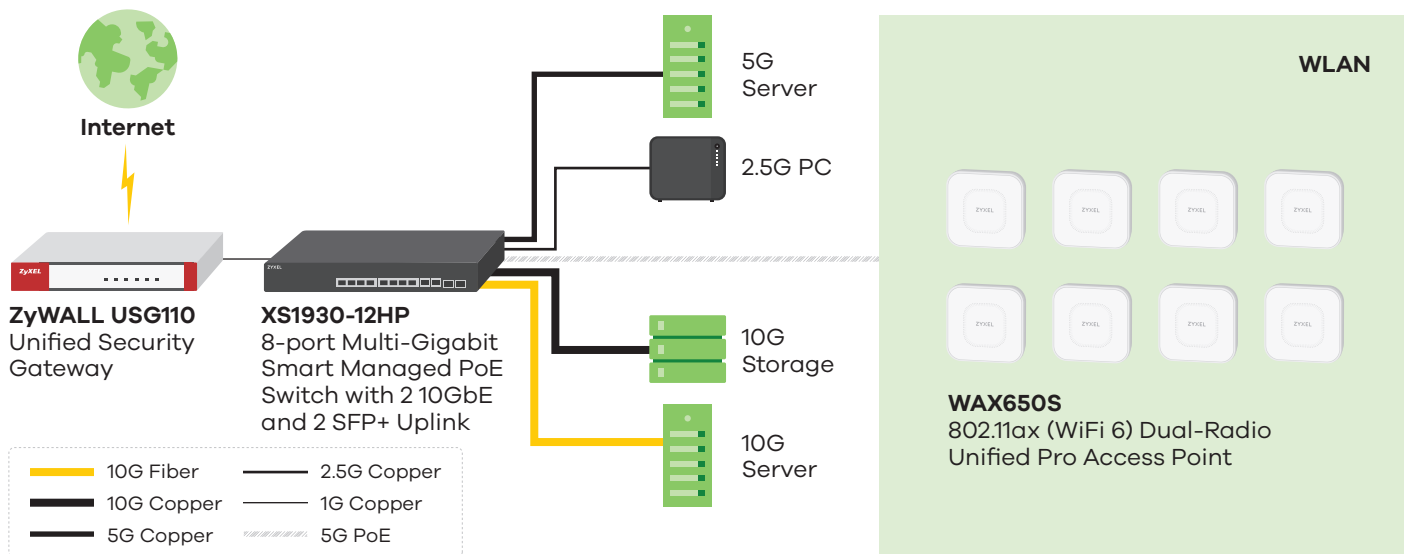 Internet
ZyXEL
ZyWALL USG110
Unified Security
Gateway
ZYXEL
XS1930-12HP
8-port Multi-Gigabit
Smart Managed PoE
Switch with 2 10GbE
and 2 SFP+ Uplink
5G
Server
2.5G PC
10G
Storage
10G
Server
WLAN
ZYXEL
ZYXEL
ZYXEL
ZYXEL
ZYXEL
ZYXEL
ZYXEL
ZYXEL
WAX650S
802.11ax (WiFi 6) Dual-Radio
Unified Pro Access Point
10G Fiber
10G Copper
5G Copper
2.5G Copper
1G Copper
5G PoE